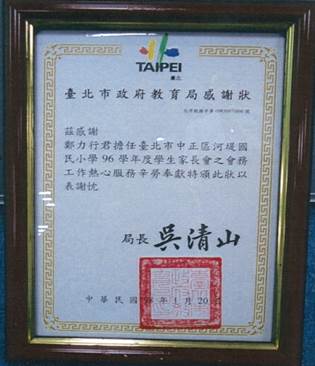 TAIPEI
臺北
臺北市政府教育局感謝狀
茲感謝
鄭力行君擔任臺北市中正區河堤國
民小學96學年度學生家長會之會務
工作熱心服務辛勞奉獻特頒此狀以
表謝忱
局長 吳清山
中華民國 年1月20